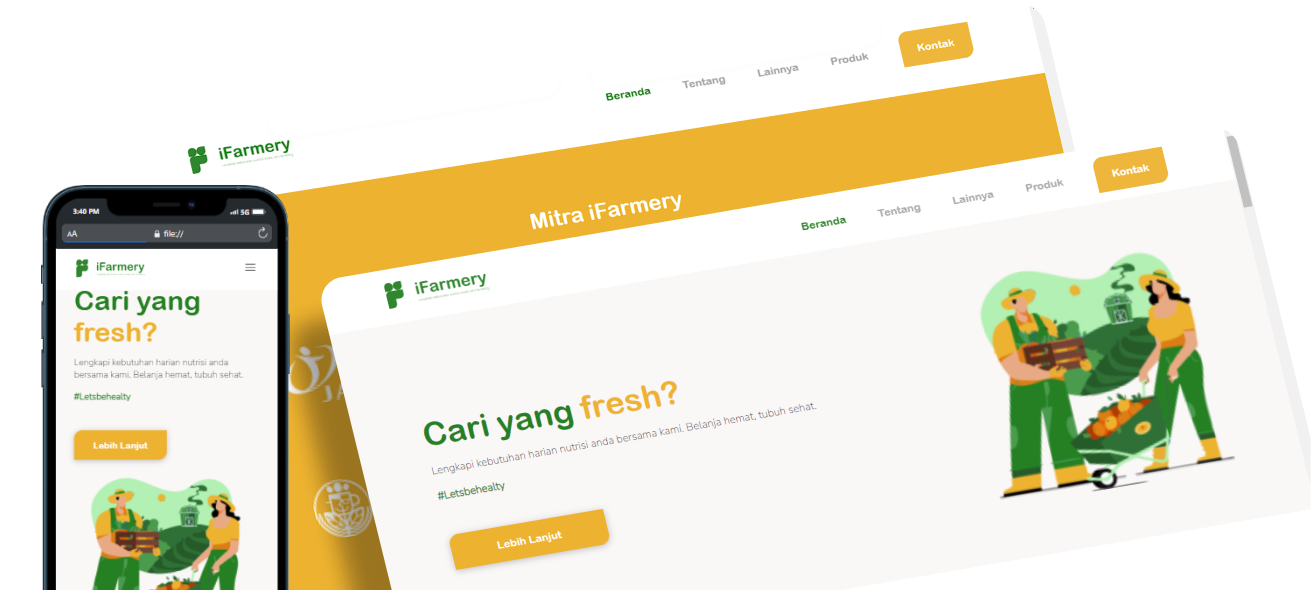 Beranda
Tentang
Lainnya
Produk
Kontak
iFarmery
Mitra iFarmery
JA
3:40 PM
5G
AA
file://
iFarmery
Cari yang
fresh?
Lengkapi kebutuhan harian nutrisi anda
bersama kami. Belanja hemat, tubuh sehat.
#Letsbehealty
Lebih Lanjut
iFarmery
Beranda
Tentang
Lainnya
Produk
Kontak
Cari yang fresh?
Lengkapi kebutuhan harian nutrisi anda bersama kami. Belanja hemat, tubuh sehat.
#Letsbehealty
Lebih Lanjut